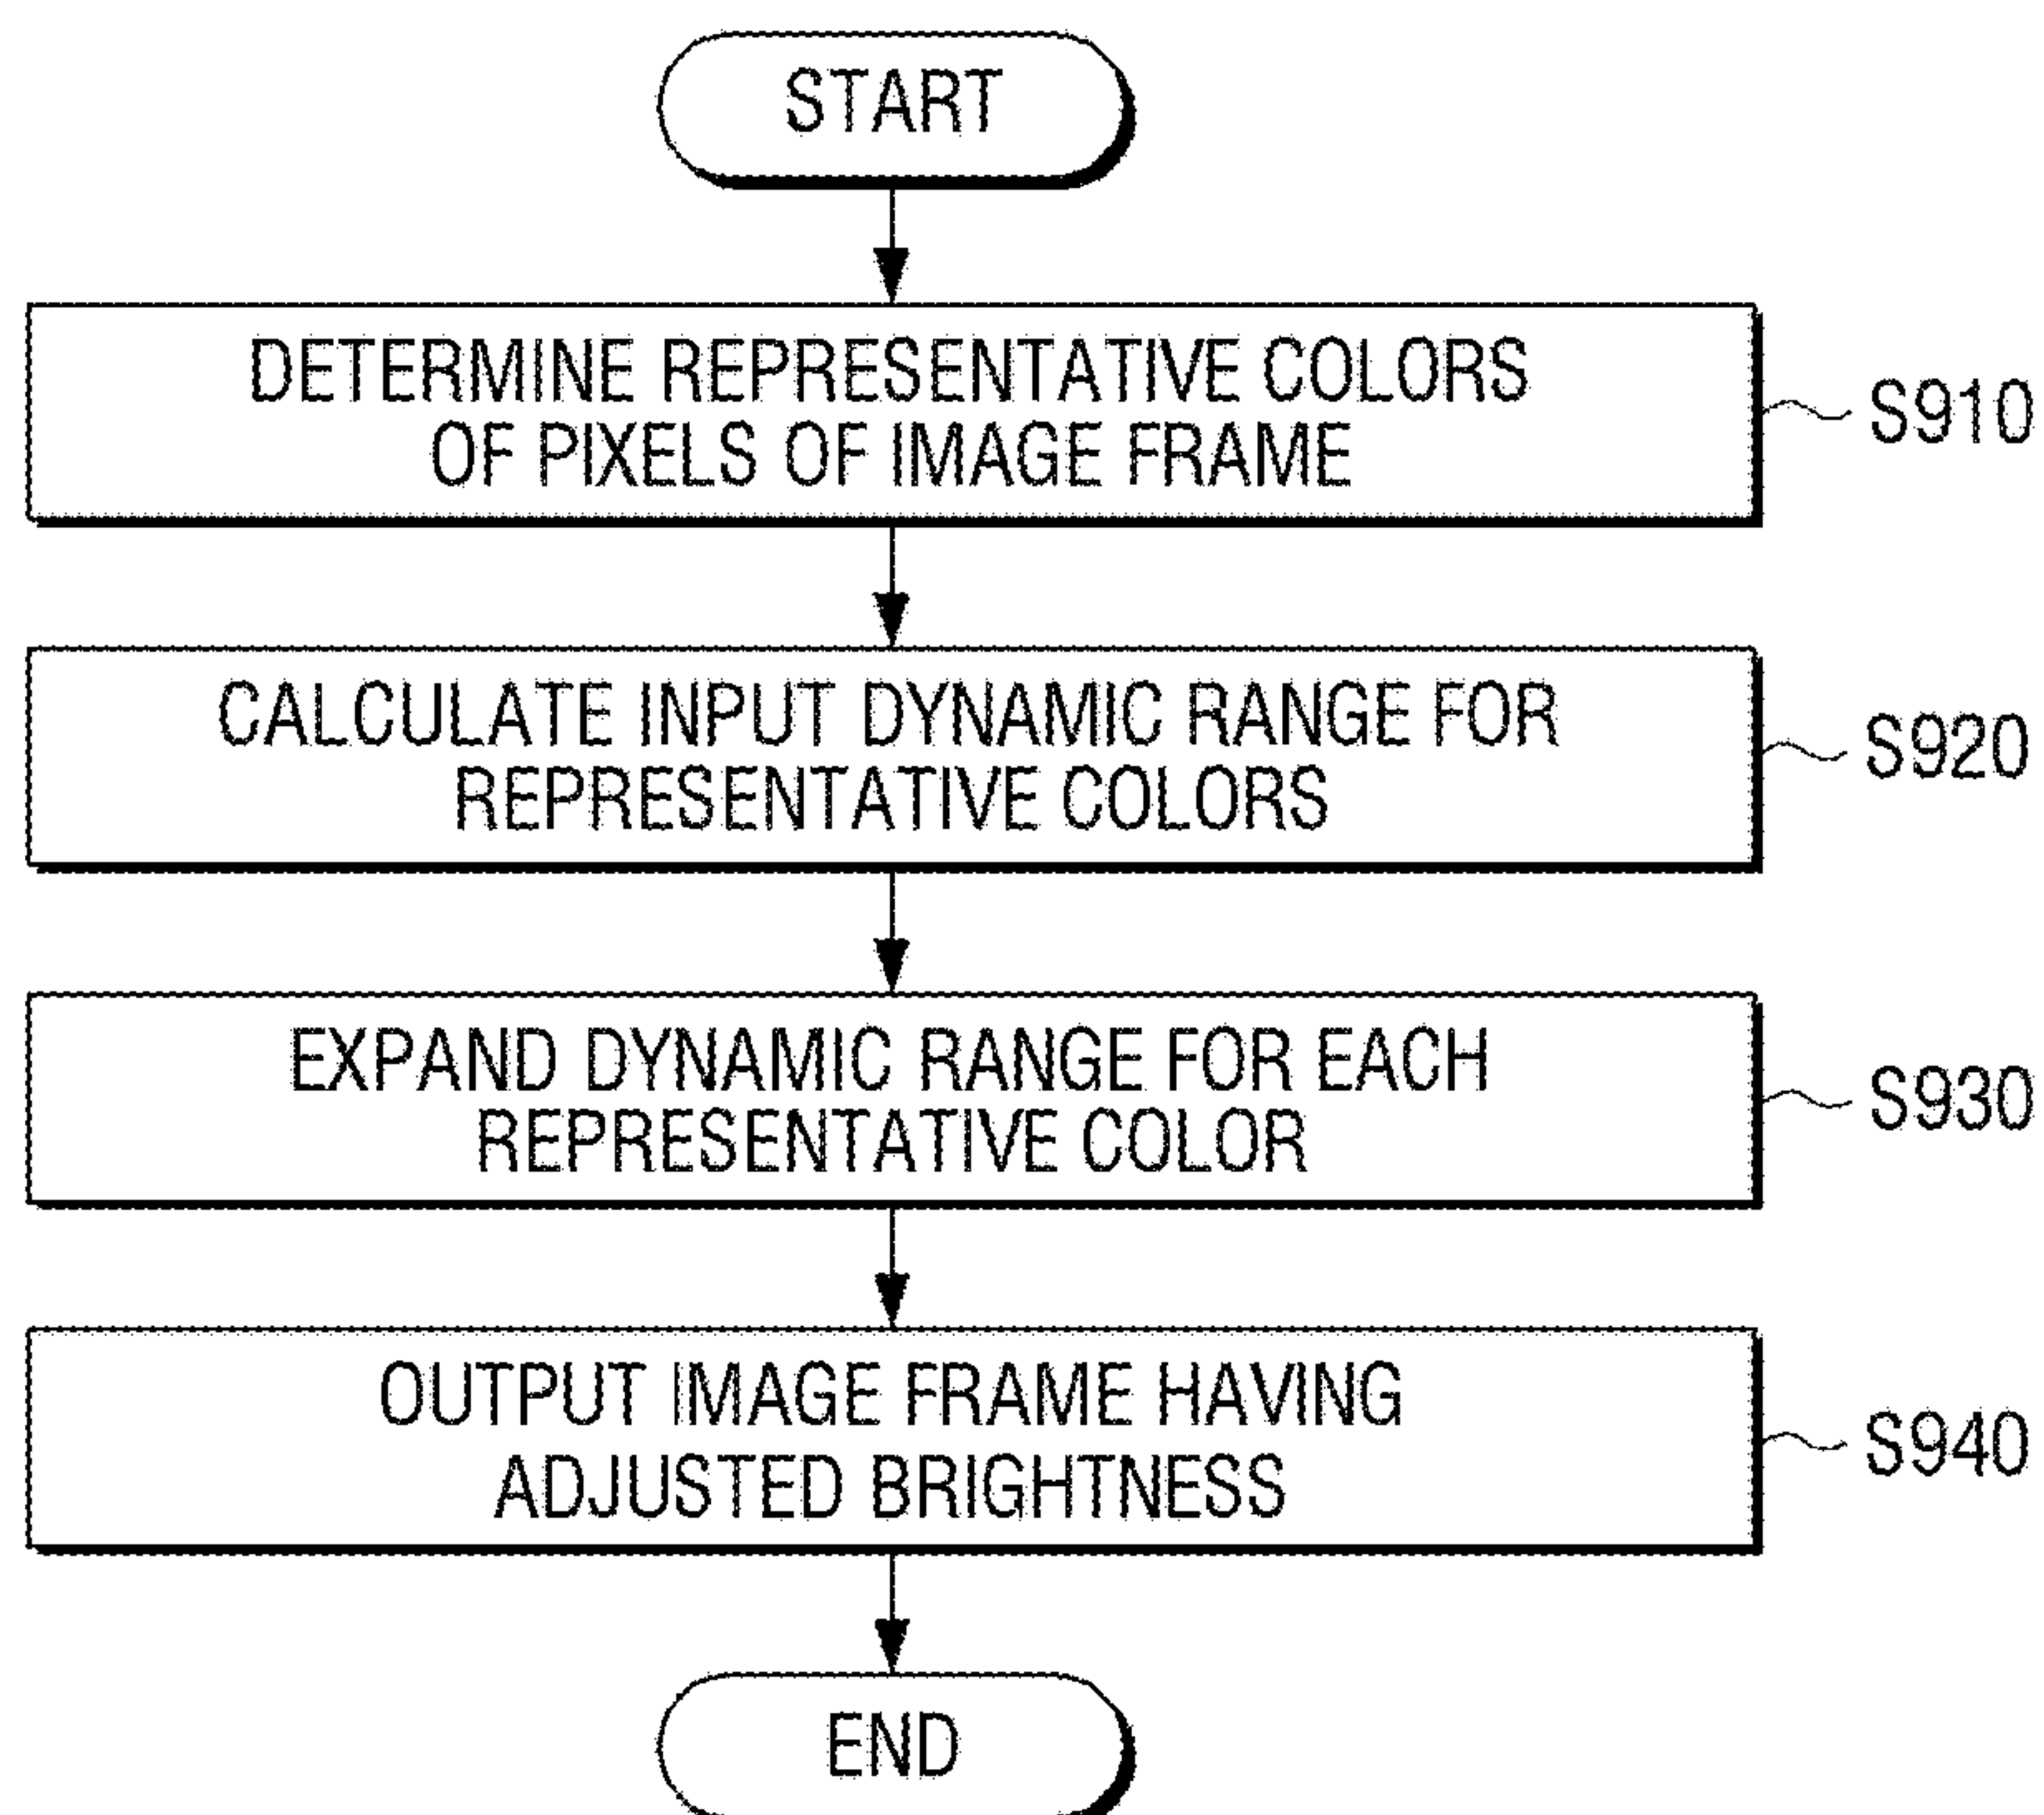 START
DETERMINE REPRESENTATIVE COLORS
OF PIXELS OF IMAGE FRAME
S910
CALCULATE INPUT DYNAMIC RANGE FOR
REPRESENTATIVE COLORS
S920
EXPAND DYNAMIC RANGE FOR EACH
REPRESENTATIVE COLOR
S930
OUTPUT IMAGE FRAME HAVING
ADJUSTED BRIGHTNESS
S940
END